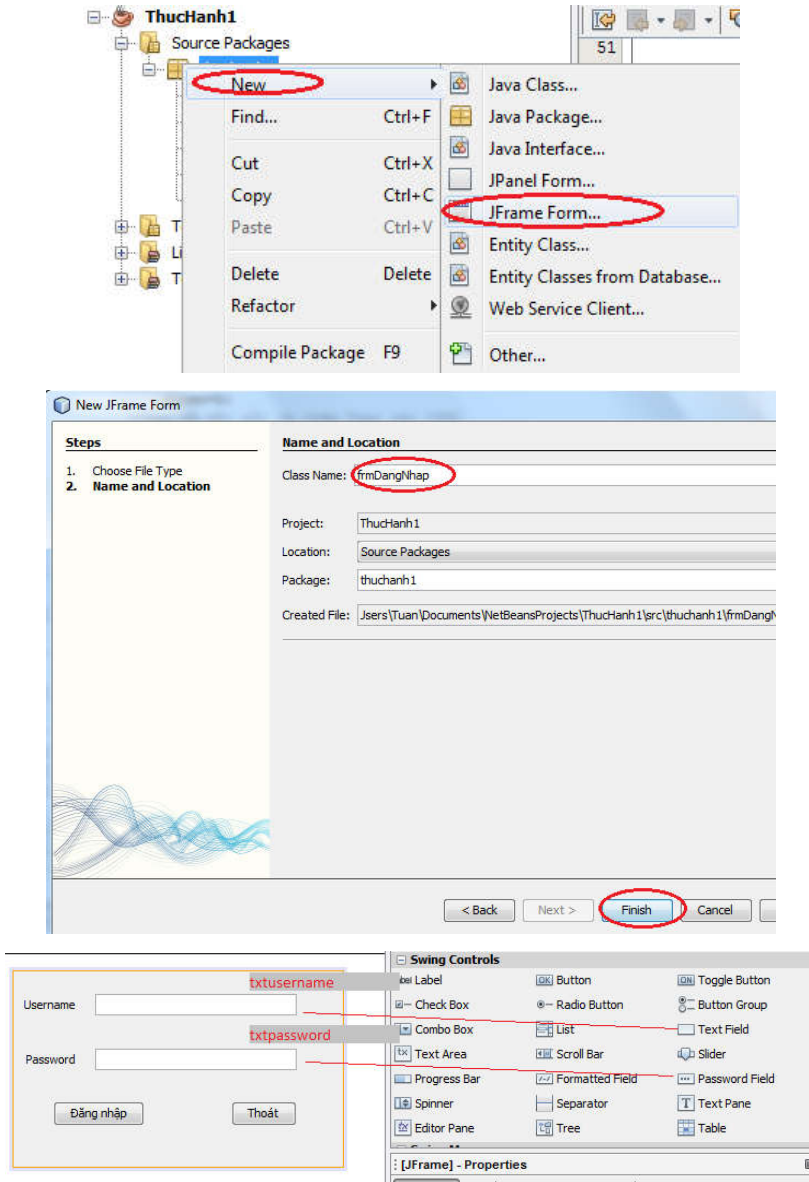 ThucHanh1
Source Packages
51
New
Find... Ctrl+F
Cut Ctrl+X
Copy Ctrl+C
Paste Ctrl+V
Delete Delete
Refactor
Compile Package F9
Java Class...
Java Package...
Java Interface...
JPanel Form...
JFrame Form...
Entity Class...
Entity Classes from Database...
Web Service Client...
Other...
T
Li
T
New JFrame Form
Steps
1. Choose File Type
2. Name and Location
Name and Location
Class Name: frmDangNhap
Project: ThucHanh1
Location: Source Packages
Package: thuchanh1
Created File: Jsers\Tuan\Documents\NetBeansProjects\ThucHanh1\src\thuchanh1\frmDangN
< Back Next > Finish Cancel
txtusername
Username
txtpassword
Password
Đăng nhập Thoát
Swing Controls
Label OK Button ON Toggle Button
Check Box Radio Button Button Group
Combo Box List Text Field
tx Text Area Scroll Bar Slider
Progress Bar Formatted Field Password Field
Spinner Separator T Text Pane
Editor Pane Tree Table
[JFrame] - Properties